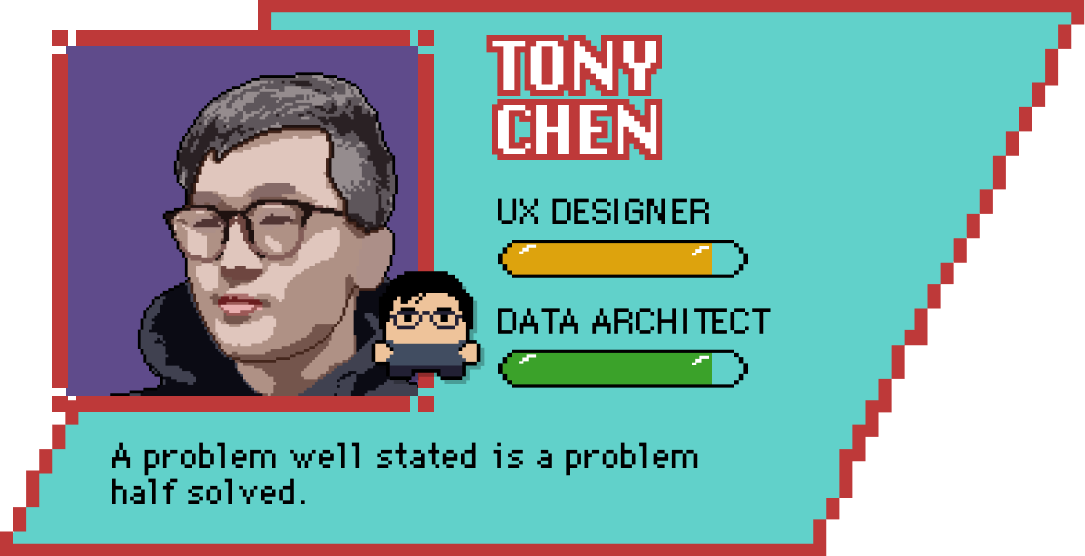 TONY
CHEN
UX DESIGNER
DATA ARCHITECT
A problem well stated is a problem
half solved.